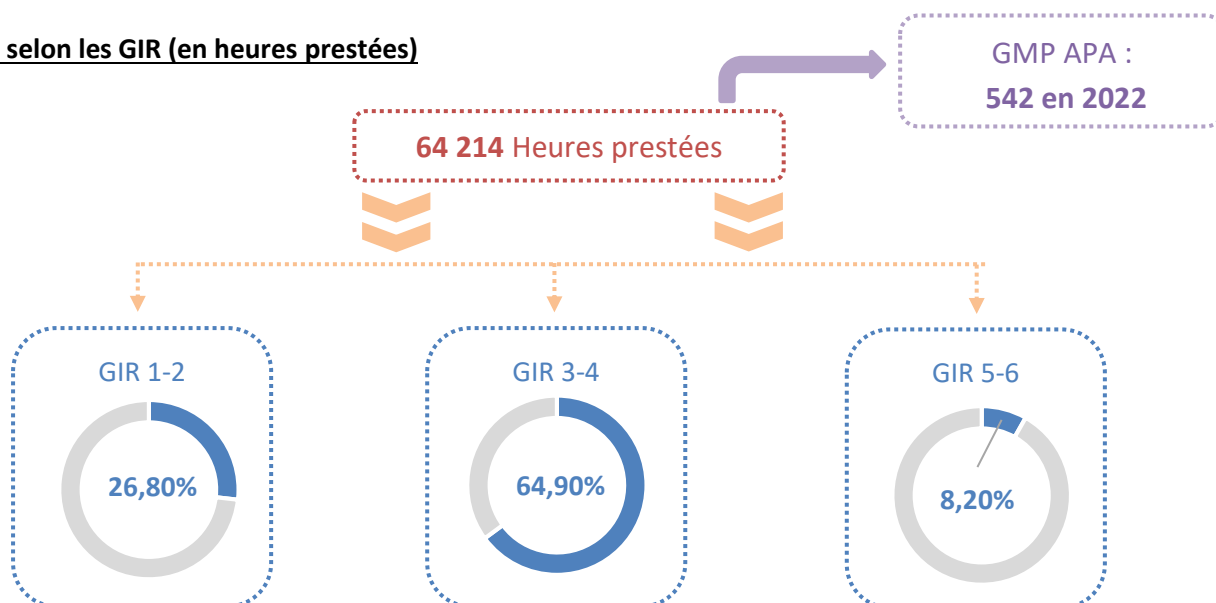 selon les GIR (en heures prestées)
GMP APA :
542 en 2022
64 214 Heures prestées
GIR 1-2
26,80%
GIR 3-4
64,90%
GIR 5-6
8,20%